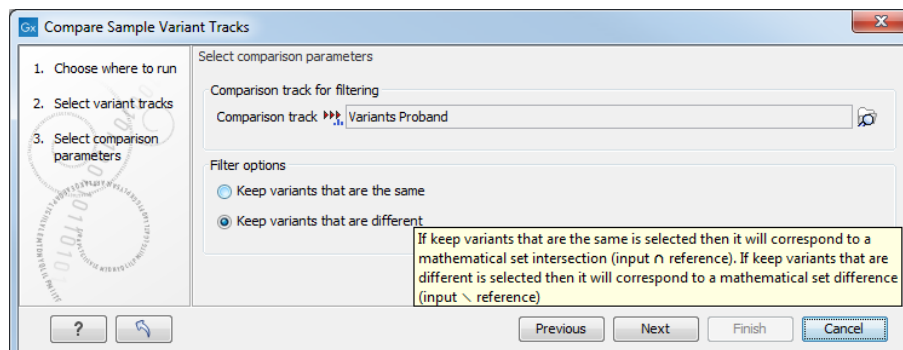 Gx Compare Sample Variant Tracks
1. Choose where to run
2. Select variant tracks
3. Select comparison
parameters
Select comparison parameters
Comparison track for filtering
Comparison track Variants Proband
Filter options
Keep variants that are the same
Keep variants that are different
If keep variants that are the same is selected then it will correspond to a
mathematical set intersection (input ∩ reference). If keep variants that are
different is selected then it will correspond to a mathematical set difference
(input ∖ reference)
? Previous Next Finish Cancel